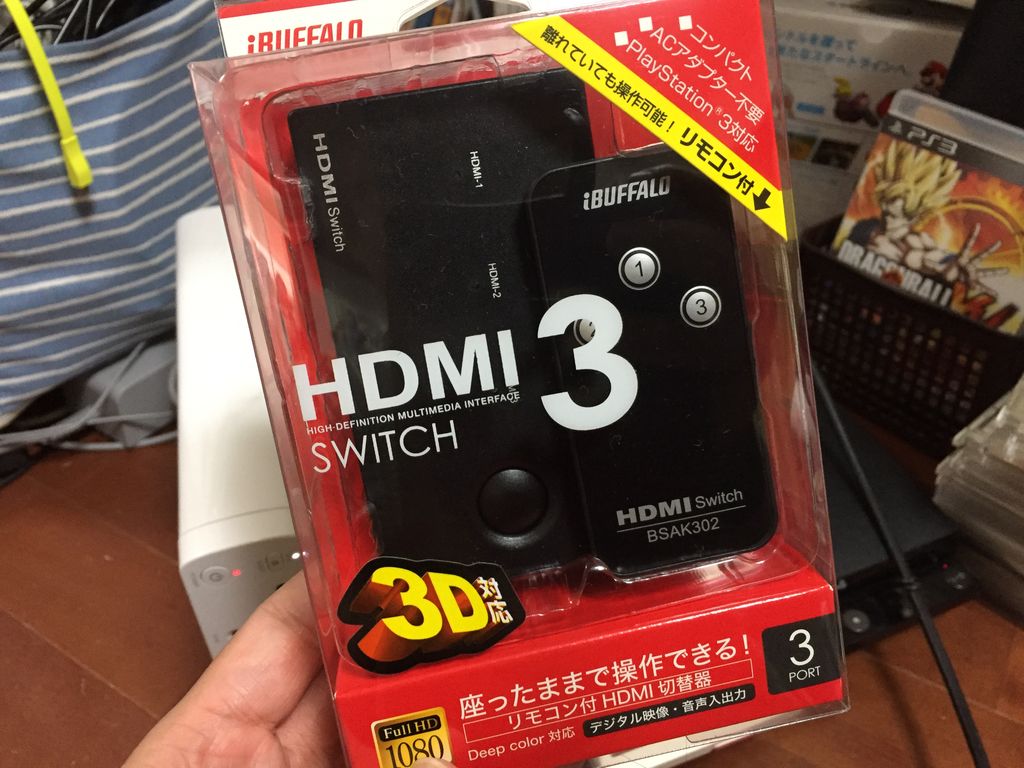 iBUFFALO
■コンパクト
■ACアダプター不要
■PlayStation®3対応
離れていても操作可能！リモコン付
HDMI Switch
HDMI-1
HDMI-2
iBUFFALO
1
3
HDMI 3
HIGH-DEFINITION MULTIMEDIA INTERFACE
SWITCH
HDMI Switch
BSAK302
3D対応
座ったままで操作できる！
リモコン付HDMI切替器
Deep color 対応
デジタル映像・音声入出力
3
PORT
Full HD
1080
PS3
DRAGONBALL